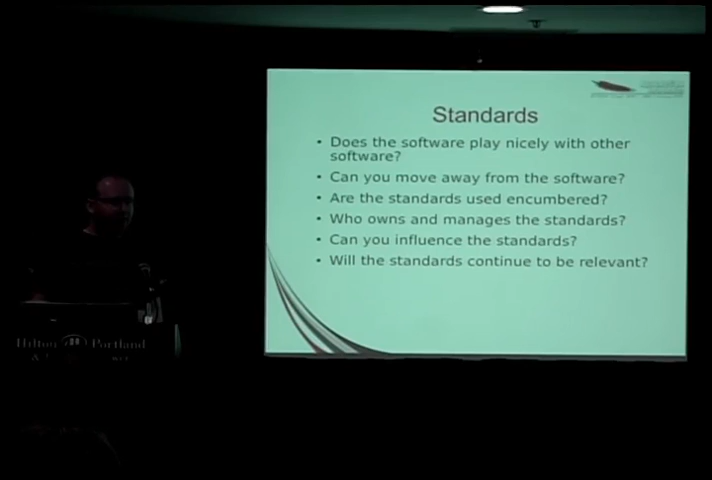 Standards
• Does the software play nicely with other
software?
• Can you move away from the software?
• Are the standards used encumbered?
• Who owns and manages the standards?
• Can you influence the standards?
• Will the standards continue to be relevant?
Hilton Portland
&